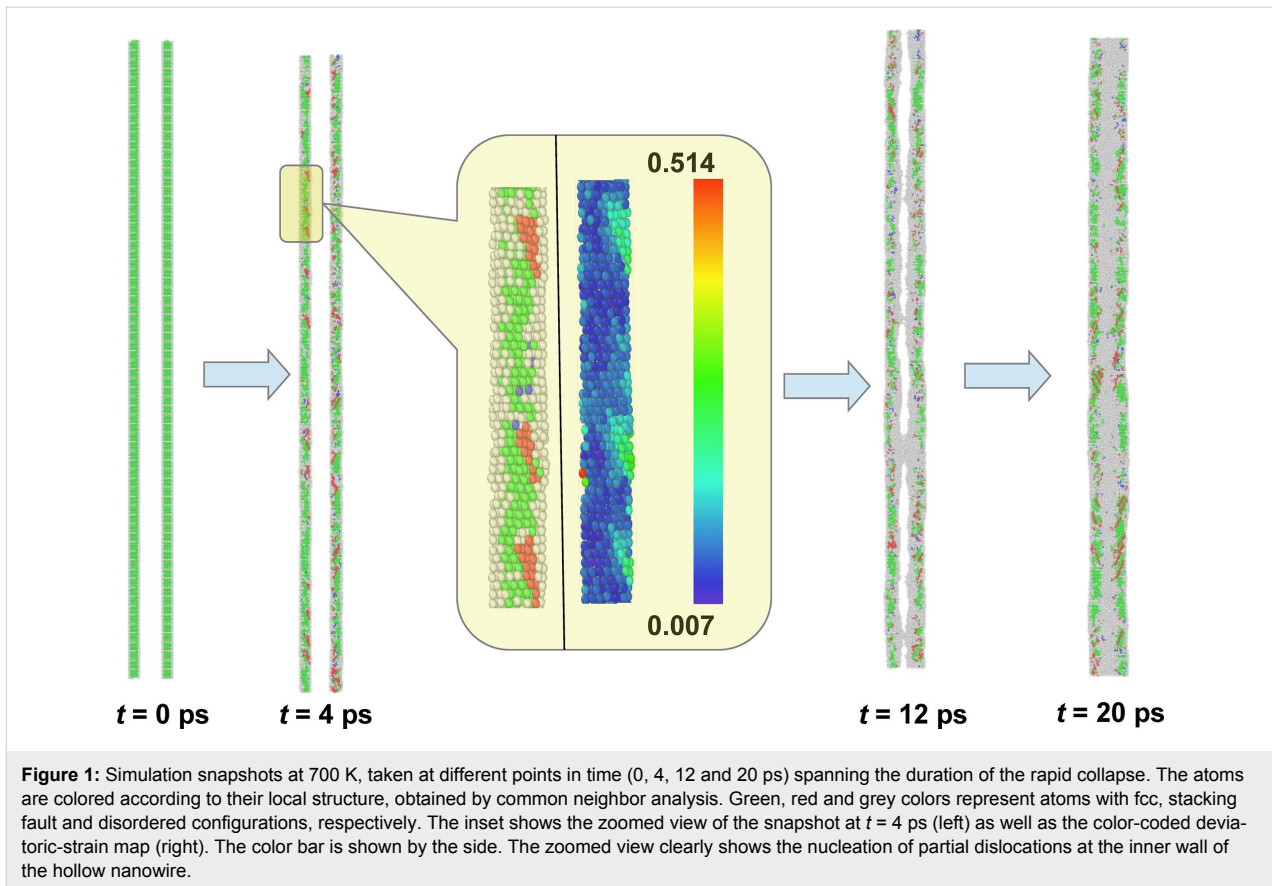 0.514
0.007
t = 0 ps
t = 4 ps
t = 12 ps
t = 20 ps
Figure 1: Simulation snapshots at 700 K, taken at different points in time (0, 4, 12 and 20 ps) spanning the duration of the rapid collapse. The atoms
are colored according to their local structure, obtained by common neighbor analysis. Green, red and grey colors represent atoms with fcc, stacking
fault and disordered configurations, respectively. The inset shows the zoomed view of the snapshot at t = 4 ps (left) as well as the color-coded devia-
toric-strain map (right). The color bar is shown by the side. The zoomed view clearly shows the nucleation of partial dislocations at the inner wall of
the hollow nanowire.